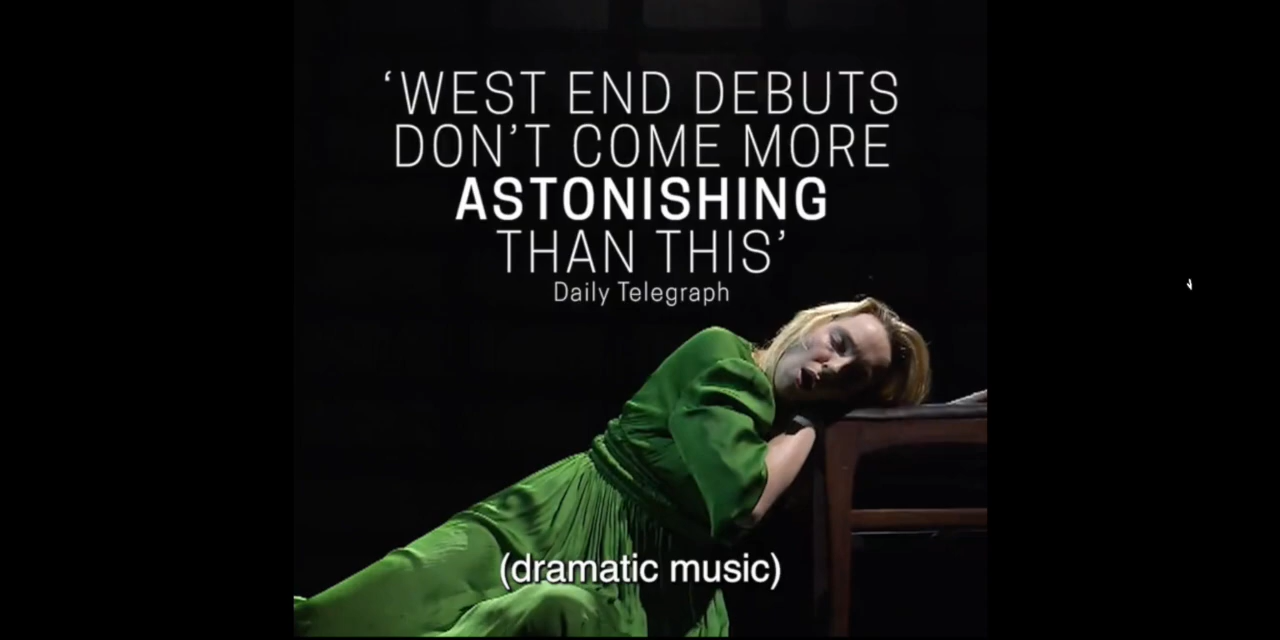 ‘WEST END DEBUTS
DON’T COME MORE
ASTONISHING
THAN THIS’
Daily Telegraph
(dramatic music)